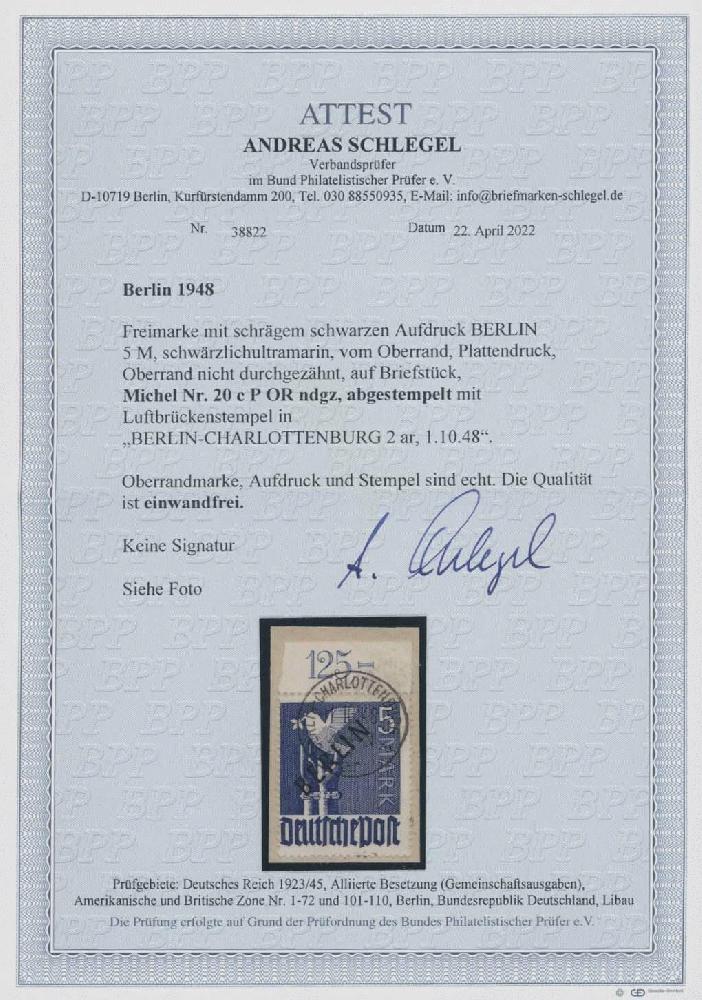 ATTEST
ANDREAS SCHLEGEL
Verbandsprüfer
im Bund Philatelistischer Prüfer e. V.
D-10719 Berlin, Kurfürstendamm 200, Tel. 030 88550935, E-Mail: info@briefmarken-schlegel.de
Nr. 38822 Datum 22. April 2022
Berlin 1948
Freimarke mit schrägem schwarzen Aufdruck BERLIN
5 M, schwärzlichultramarin, vom Oberrand, Plattendruck,
Oberrand nicht durchgezähnt, auf Briefstück,
Michel Nr. 20 c P OR ndgz, abgestempelt mit
Luftbrückenstempel in
„BERLIN-CHARLOTTENBURG 2 ar, 1.10.48“.
Oberrandmarke, Aufdruck und Stempel sind echt. Die Qualität
ist einwandfrei.
Keine Signatur
A. Schlegel
Siehe Foto
125.-
CHARLOTTEN
5 MARK
BERLIN
Deutsche Post
Prüfgebiete: Deutsches Reich 1923/45, Alliierte Besetzung (Gemeinschaftsausgaben),
Amerikanische und Britische Zone Nr. 1-72 und 101-110, Berlin, Bundesrepublik Deutschland, Libau
Die Prüfung erfolgte auf Grund der Prüfordnung des Bundes Philatelistischer Prüfer e.V.